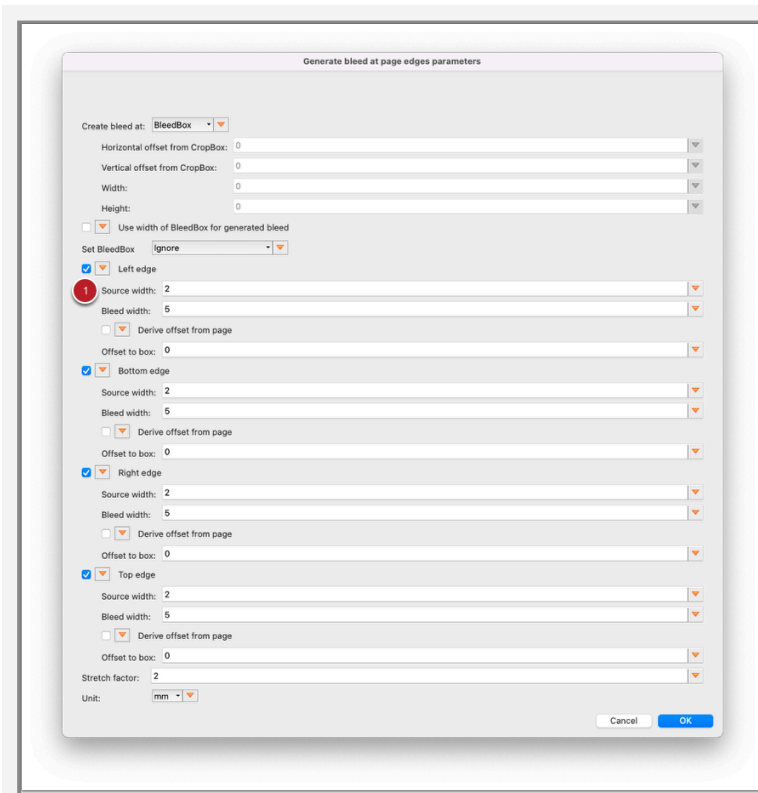 Generate bleed at page edges parameters
Create bleed at: BleedBox
Horizontal offset from CropBox: 0
Vertical offset from CropBox: 0
Width: 0
Height: 0
Use width of BleedBox for generated bleed
Set BleedBox Ignore
Left edge
1 Source width: 2
Bleed width: 5
Derive offset from page
Offset to box: 0
Bottom edge
Source width: 2
Bleed width: 5
Derive offset from page
Offset to box: 0
Right edge
Source width: 2
Bleed width: 5
Derive offset from page
Offset to box: 0
Top edge
Source width: 2
Bleed width: 5
Derive offset from page
Offset to box: 0
Stretch factor: 2
Unit: mm
Cancel OK